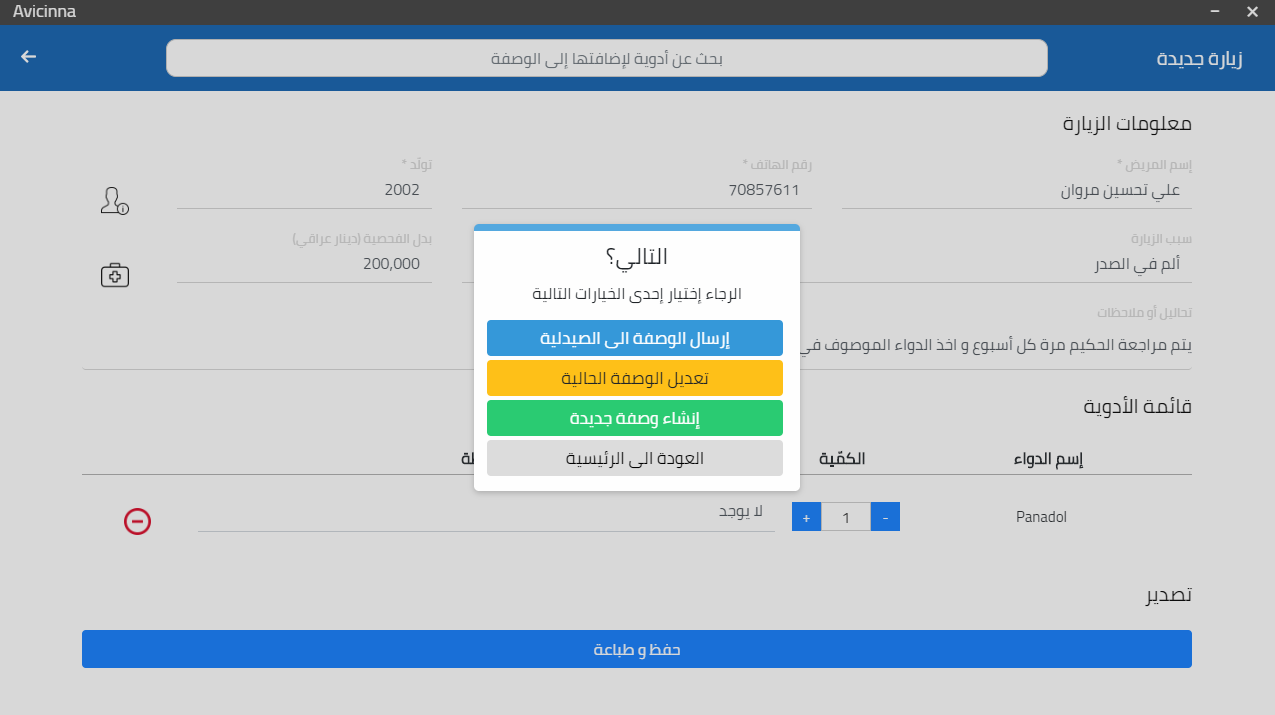 Avicinna
زيارة جديدة
بحث عن أدوية لإضافتها إلى الوصفة
معلومات الزيارة
إسم المريض *
رقم الهاتف *
تولّد *
علي تحسين مروان
70857611
2002
سبب الزيارة
بدل الفحصية (دينار عراقي)
ألم في الصدر
200,000
تحاليل أو ملاحظات
يتم مراجعة الحكيم مرة كل أسبوع و اخذ الدواء الموصوف في
التالي؟
الرجاء إختيار إحدى الخيارات التالية
إرسال الوصفة الى الصيدلية
تعديل الوصفة الحالية
إنشاء وصفة جديدة
العودة الى الرئيسية
قائمة الأدوية
إسم الدواء
الكمّية
Panadol
- 1 +
لا يوجد
تصدير
حفظ و طباعة